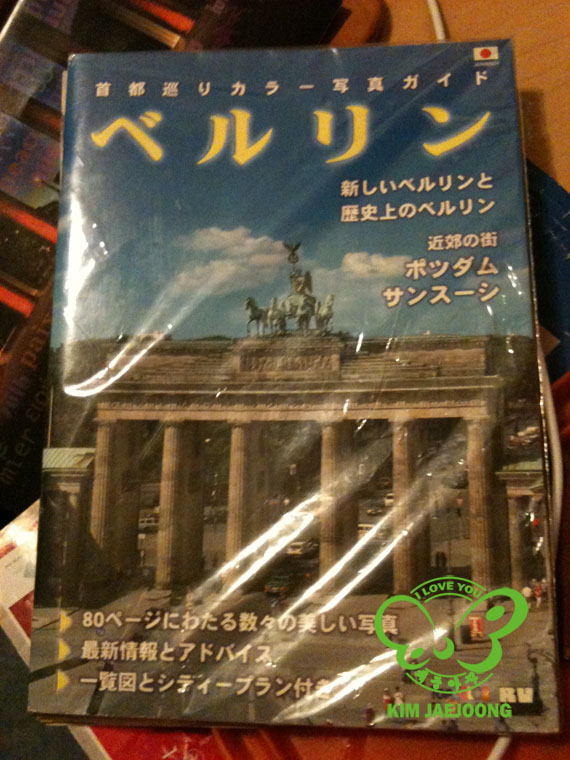 首都巡りカラー写真ガイド
ベルリン
新しいベルリンと
歴史上のベルリン
近郊の街
ポツダム
サンスーシ
80ページにわたる数々の美しい写真
最新情報とアドバイス
一覧図とシティープラン付き
RV
I LOVE YOU
KIM JAEJOONG